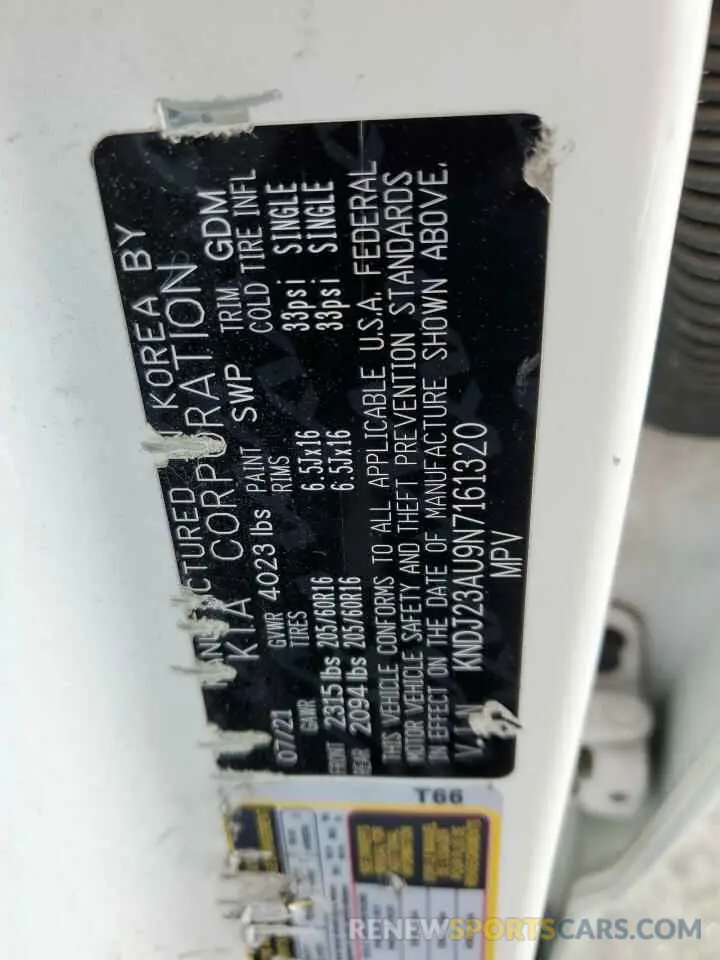 MANUFACTURED IN KOREA BY
KIA CORPORATION
07/21 GVWR 4023 lbs PAINT SWP TRIM GDM
GAWR TIRES RIMS COLD TIRE INFL
FRNT 2315 lbs 205/60R16 6.5Jx16 33psi SINGLE
REAR 2094 lbs 205/60R16 6.5Jx16 33psi SINGLE
THIS VEHICLE CONFORMS TO ALL APPLICABLE U.S.A. FEDERAL
MOTOR VEHICLE SAFETY AND THEFT PREVENTION STANDARDS
IN EFFECT ON THE DATE OF MANUFACTURE SHOWN ABOVE.
V.I.N KNDJ23AU9N7161320
MPV
T66
RENEWSPORTSCARS.COM